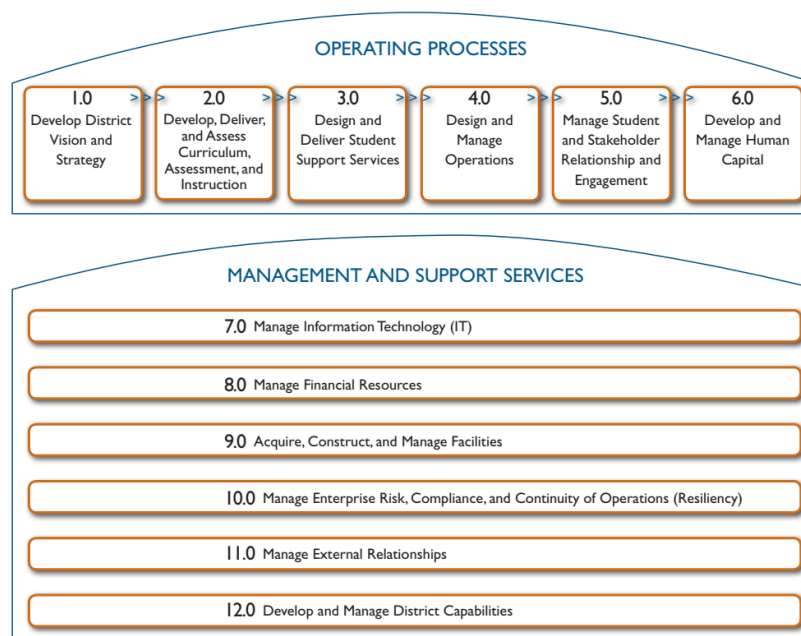 OPERATING PROCESSES
1.0 > > >
Develop District
Vision and
Strategy
2.0 > > >
Develop, Deliver,
and Assess
Curriculum,
Assessment, and
Instruction
3.0 > > >
Design and
Deliver Student
Support Services
4.0 > > >
Design and
Manage
Operations
5.0 > > >
Manage Student
and Stakeholder
Relationship and
Engagement
6.0
Develop and
Manage Human
Capital
MANAGEMENT AND SUPPORT SERVICES
7.0 Manage Information Technology (IT)
8.0 Manage Financial Resources
9.0 Acquire, Construct, and Manage Facilities
10.0 Manage Enterprise Risk, Compliance, and Continuity of Operations (Resiliency)
11.0 Manage External Relationships
12.0 Develop and Manage District Capabilities